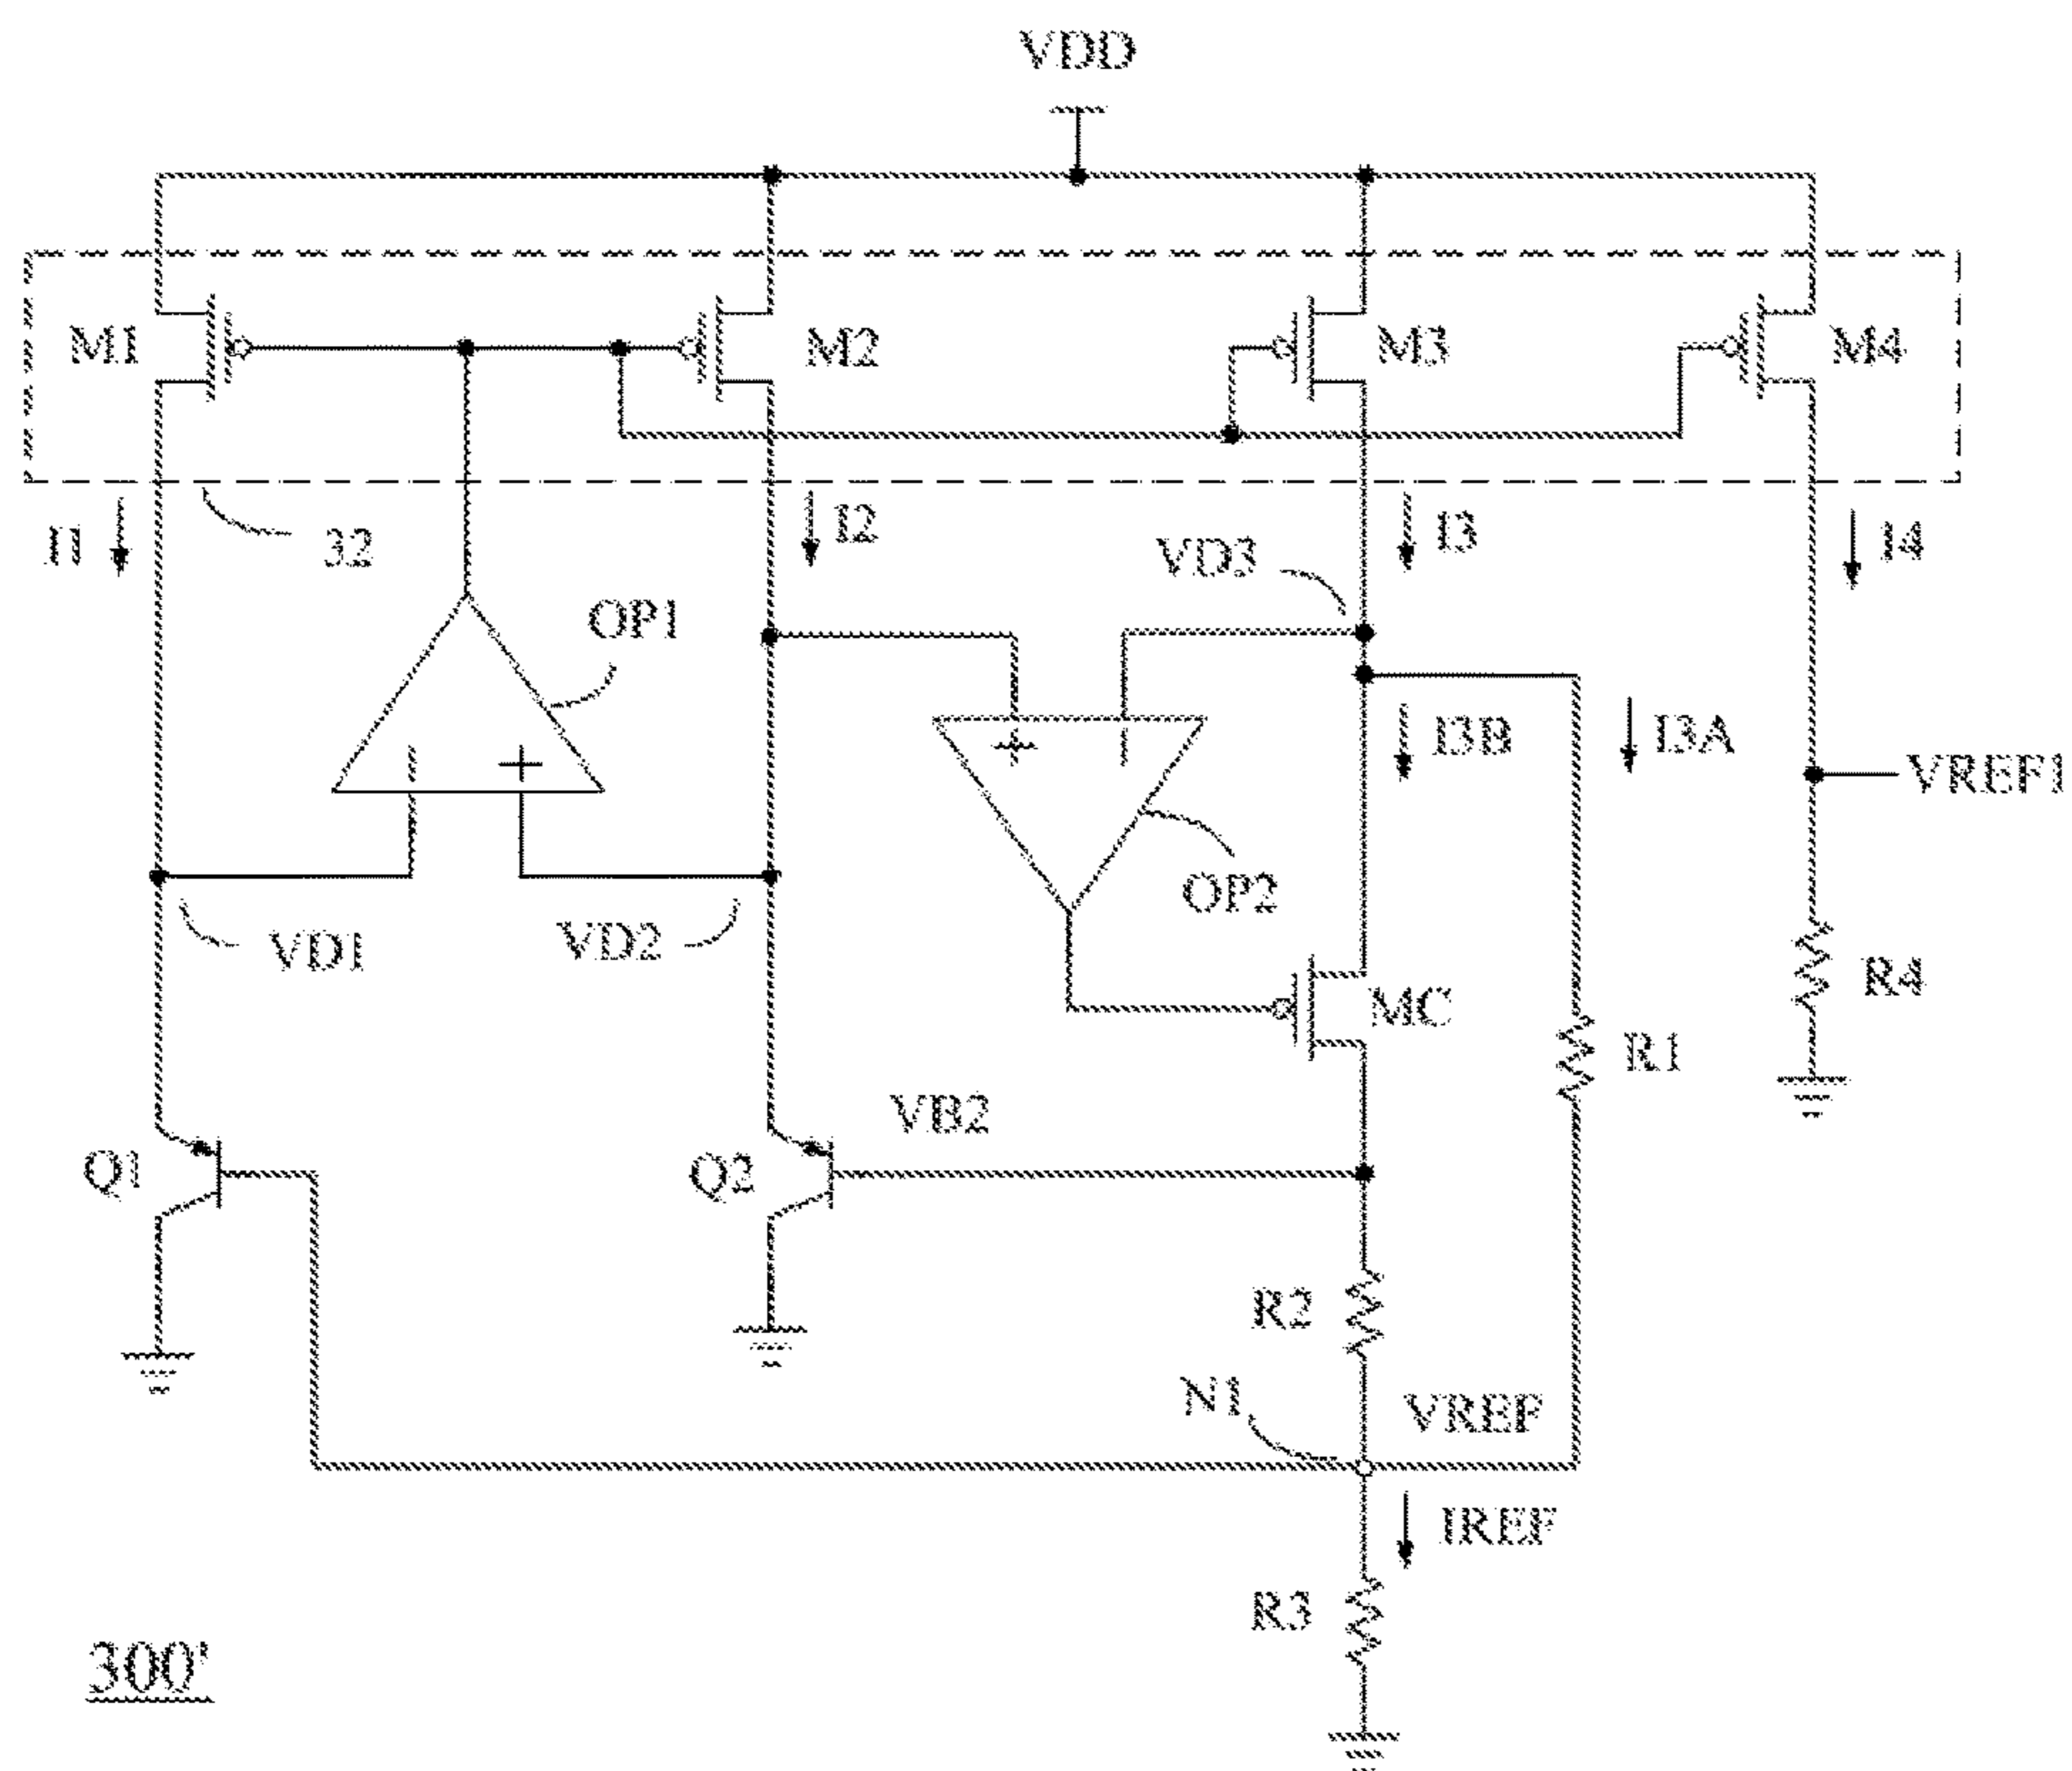 VDD
M1
M2
M3
M4
I1
32
I2
I3
I4
VD3
OP1
I3B
I3A
VREF1
OP2
VD1
VD2
R4
MC
R1
VB2
Q1
Q2
R2
N1
VREF
IREF
R3
300'